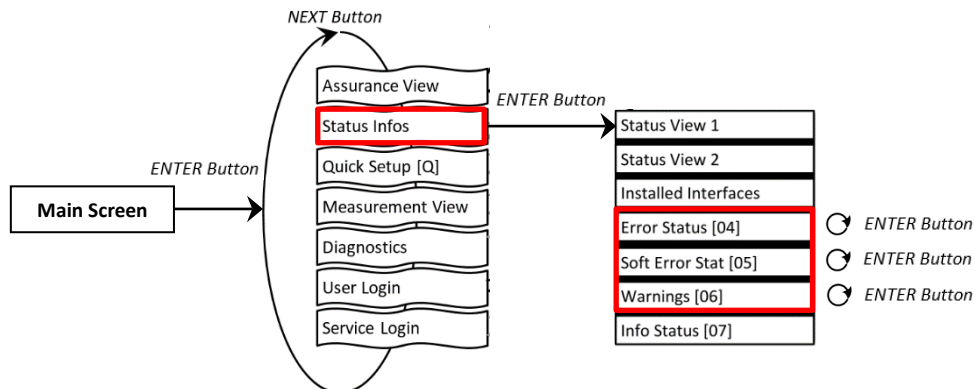 NEXT Button
Assurance View
ENTER Button
Status Infos
Status View 1
Status View 2
ENTER Button
Quick Setup [Q]
Installed Interfaces
Main Screen
Measurement View
Error Status [04]
ENTER Button
Diagnostics
Soft Error Stat [05]
ENTER Button
User Login
Warnings [06]
ENTER Button
Service Login
Info Status [07]